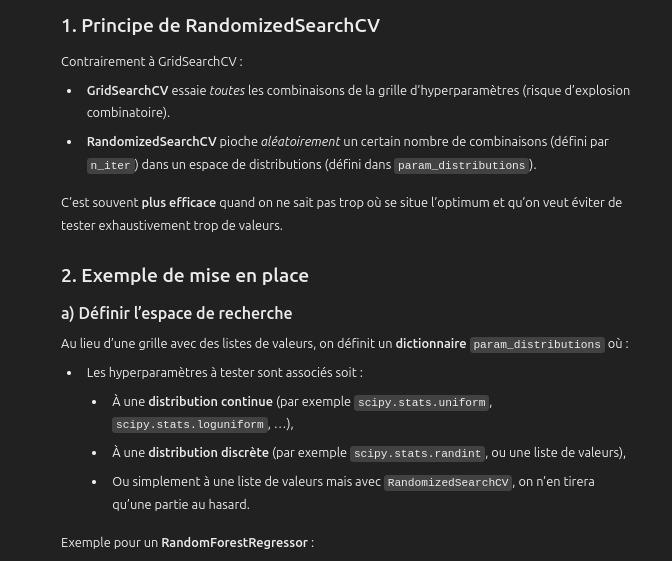 1. Principe de RandomizedSearchCV
Contrairement à GridSearchCV :
• GridSearchCV essaie toutes les combinaisons de la grille d’hyperparamètres (risque d’explosion
combinatoire).
• RandomizedSearchCV pioche aléatoirement un certain nombre de combinaisons (défini par
n_iter) dans un espace de distributions (défini dans param_distributions).
C’est souvent plus efficace quand on ne sait pas trop où se situe l’optimum et qu’on veut éviter de
tester exhaustivement trop de valeurs.
2. Exemple de mise en place
a) Définir l’espace de recherche
Au lieu d’une grille avec des listes de valeurs, on définit un dictionnaire param_distributions où :
• Les hyperparamètres à tester sont associés soit :
• À une distribution continue (par exemple scipy.stats.uniform,
scipy.stats.loguniform, …),
• À une distribution discrète (par exemple scipy.stats.randint, ou une liste de valeurs),
• Ou simplement à une liste de valeurs mais avec RandomizedSearchCV, on n’en tirera
qu’une partie au hasard.
Exemple pour un RandomForestRegressor :